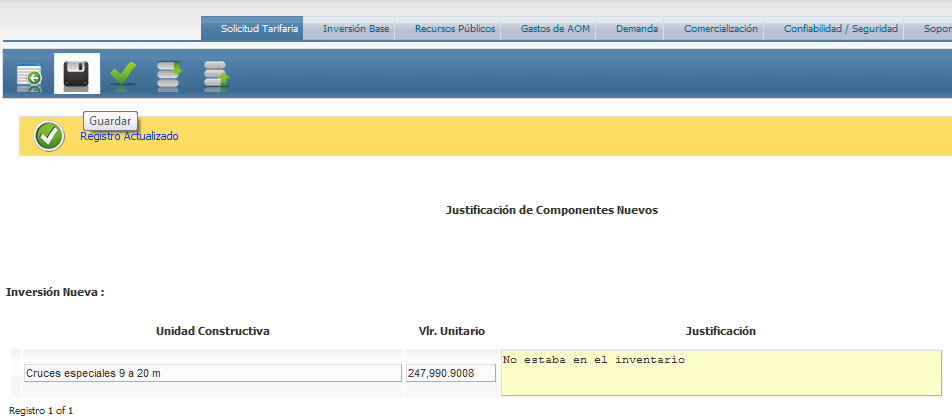 Solicitud Tarifaria Inversión Base Recursos Públicos Gastos de AOM Demanda Comercialización Confiabilidad / Seguridad Sopor
Guardar
Registro Actualizado
Justificación de Componentes Nuevos
Inversión Nueva :
Unidad Constructiva Vlr. Unitario Justificación
Cruces especiales 9 a 20 m 247,990.9008 No estaba en el inventario
Registro 1 of 1